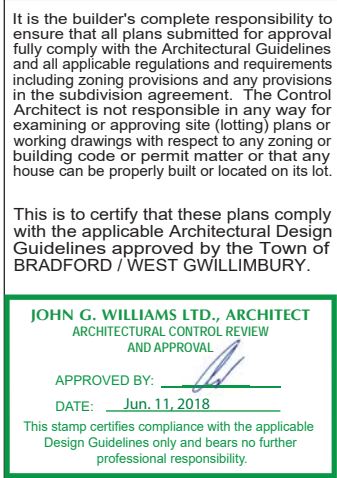 It is the builder's complete responsibility to
ensure that all plans submitted for approval
fully comply with the Architectural Guidelines
and all applicable regulations and requirements
including zoning provisions and any provisions
in the subdivision agreement. The Control
Architect is not responsible in any way for
examining or approving site (lotting) plans or
working drawings with respect to any zoning or
building code or permit matter or that any
house can be properly built or located on its lot.
This is to certify that these plans comply
with the applicable Architectural Design
Guidelines approved by the Town of
BRADFORD / WEST GWILLIMBURY.
JOHN G. WILLIAMS LTD., ARCHITECT
ARCHITECTURAL CONTROL REVIEW
AND APPROVAL
APPROVED BY:
DATE: Jun. 11, 2018
This stamp certifies compliance with the applicable
Design Guidelines only and bears no further
professional responsibility.